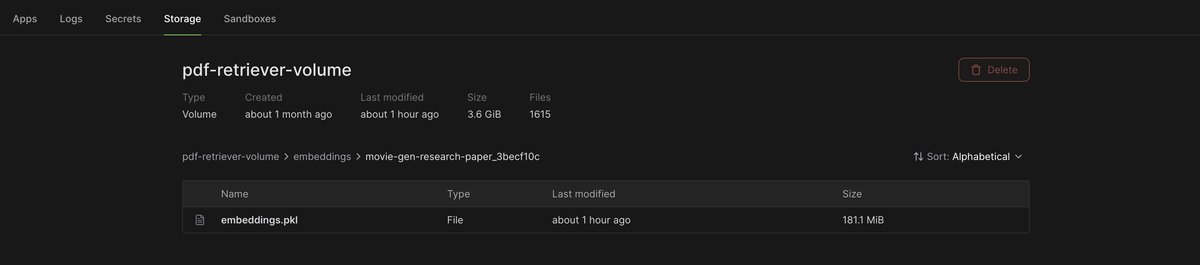 Apps Logs Secrets Storage Sandboxes
pdf-retriever-volume
Delete
Type Created Last modified Size Files
Volume about 1 month ago about 1 hour ago 3.6 GiB 1615
pdf-retriever-volume > embeddings > movie-gen-research-paper_3becf10c
Sort: Alphabetical
Name Type Last modified Size
embeddings.pkl File about 1 hour ago 181.1 MiB